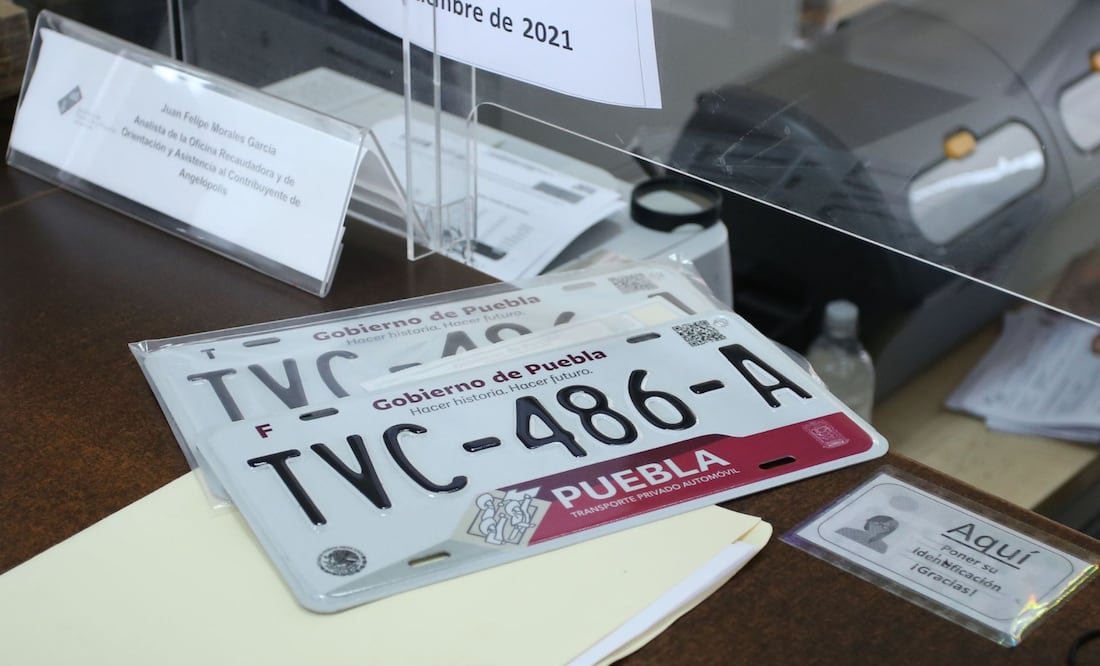 de 2021
Juan Felipe Morales García
Analista de la Oficina Recaudadora y de
Orientación y Asistencia al Contribuyente de
Angelópolis
T
Gobierno de Puebla
Hacer historia. Hacer futuro.
TVC-486
F
Gobierno de Puebla
Hacer historia. Hacer futuro.
TVC-486-A
PUEBLA
TRANSPORTE PRIVADO AUTOMÓVIL
Aquí
Poner su
identificación
¡Gracias!